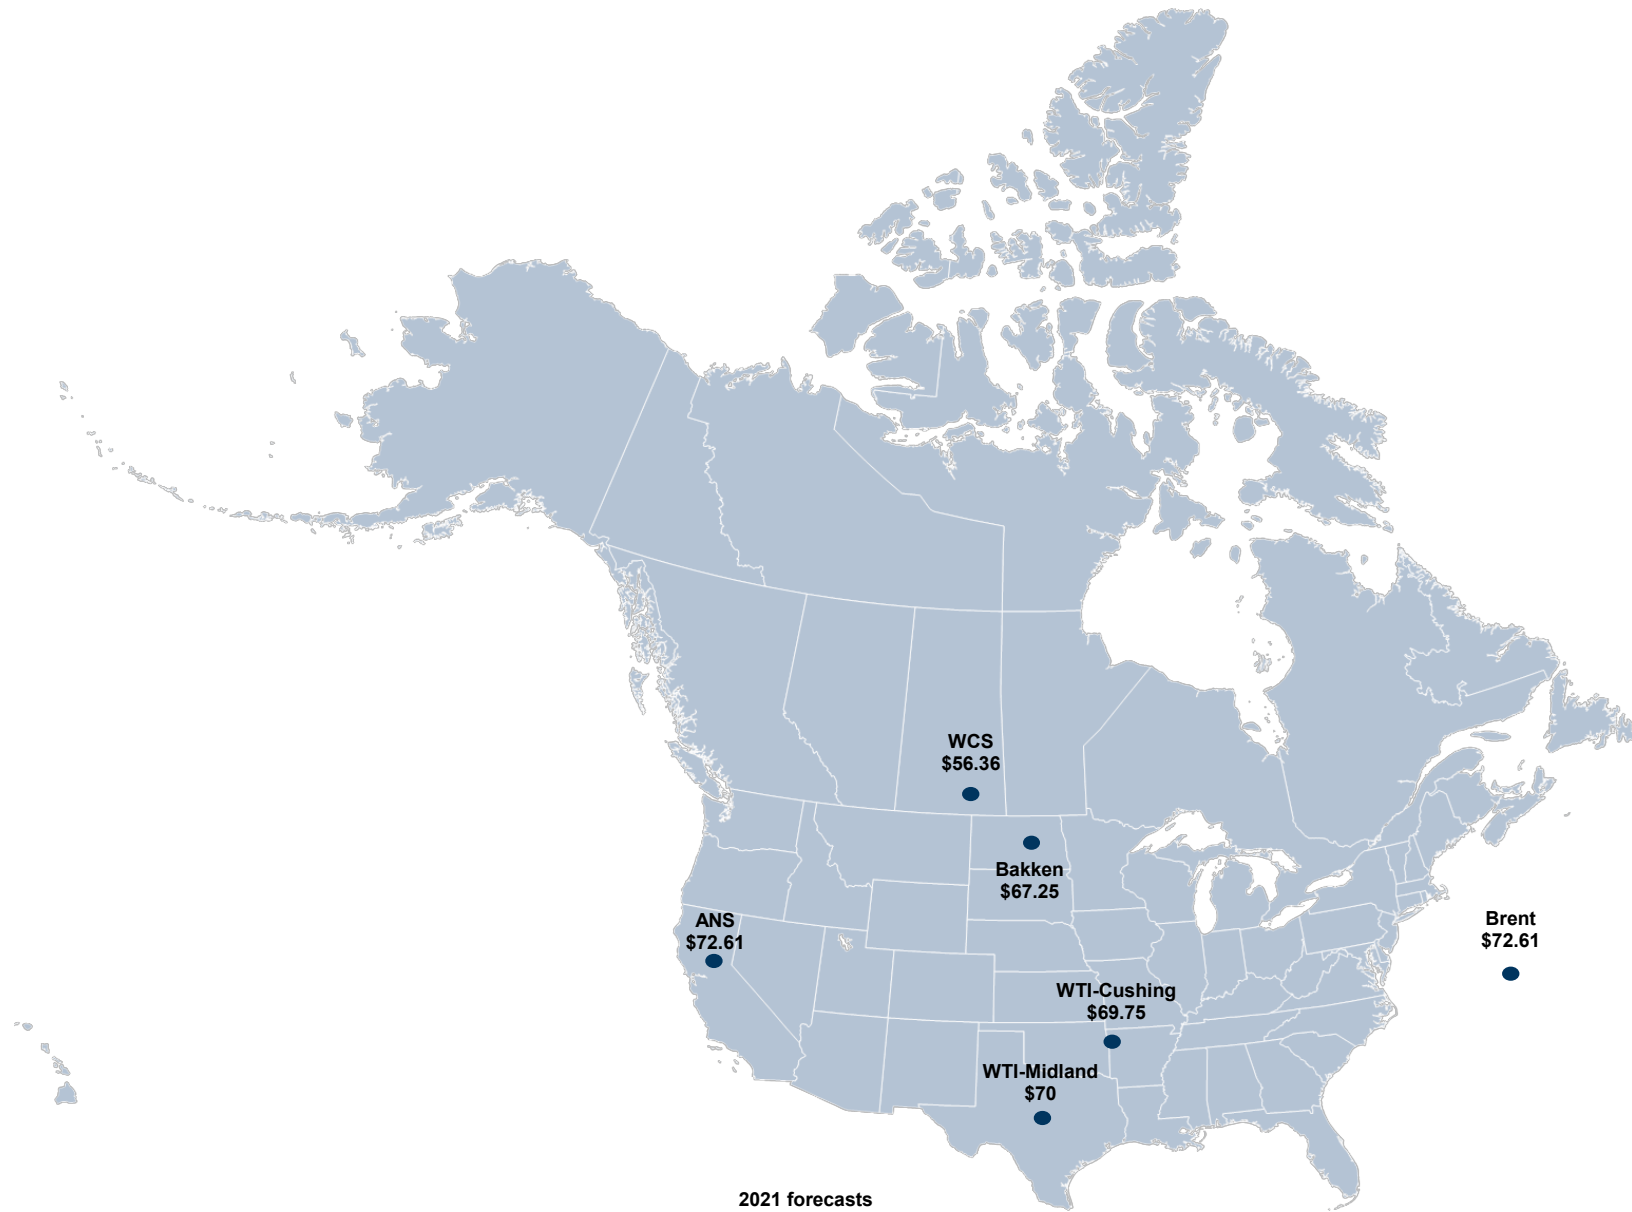 WCS
$56.36
Bakken
$67.25
ANS
$72.61
Brent
$72.61
WTI-Cushing
$69.75
WTI-Midland
$70
2021 forecasts